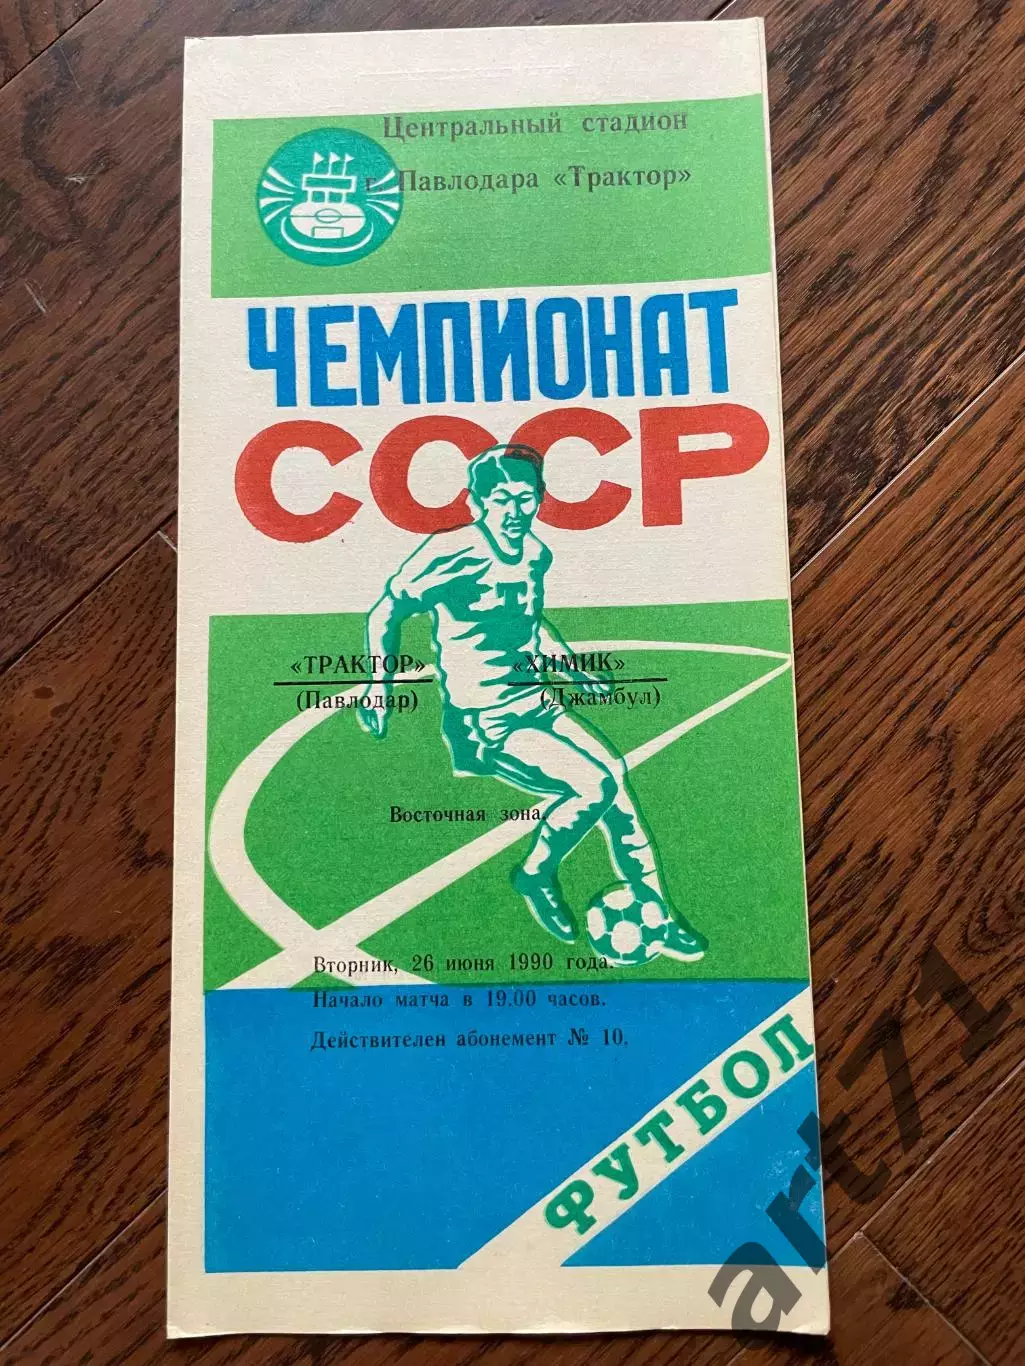 Центральный стадион
г. Павлодара «Трактор»
ЧЕМПИОНАТ
СССР
Т
«ТРАКТОР» «ХИМИК»
(Павлодар) (Джамбул)
Восточная зона.
Вторник, 26 июня 1990 года.
Начало матча в 19.00 часов.
Действителен абонемент № 10.
ФУТБОЛ
art71